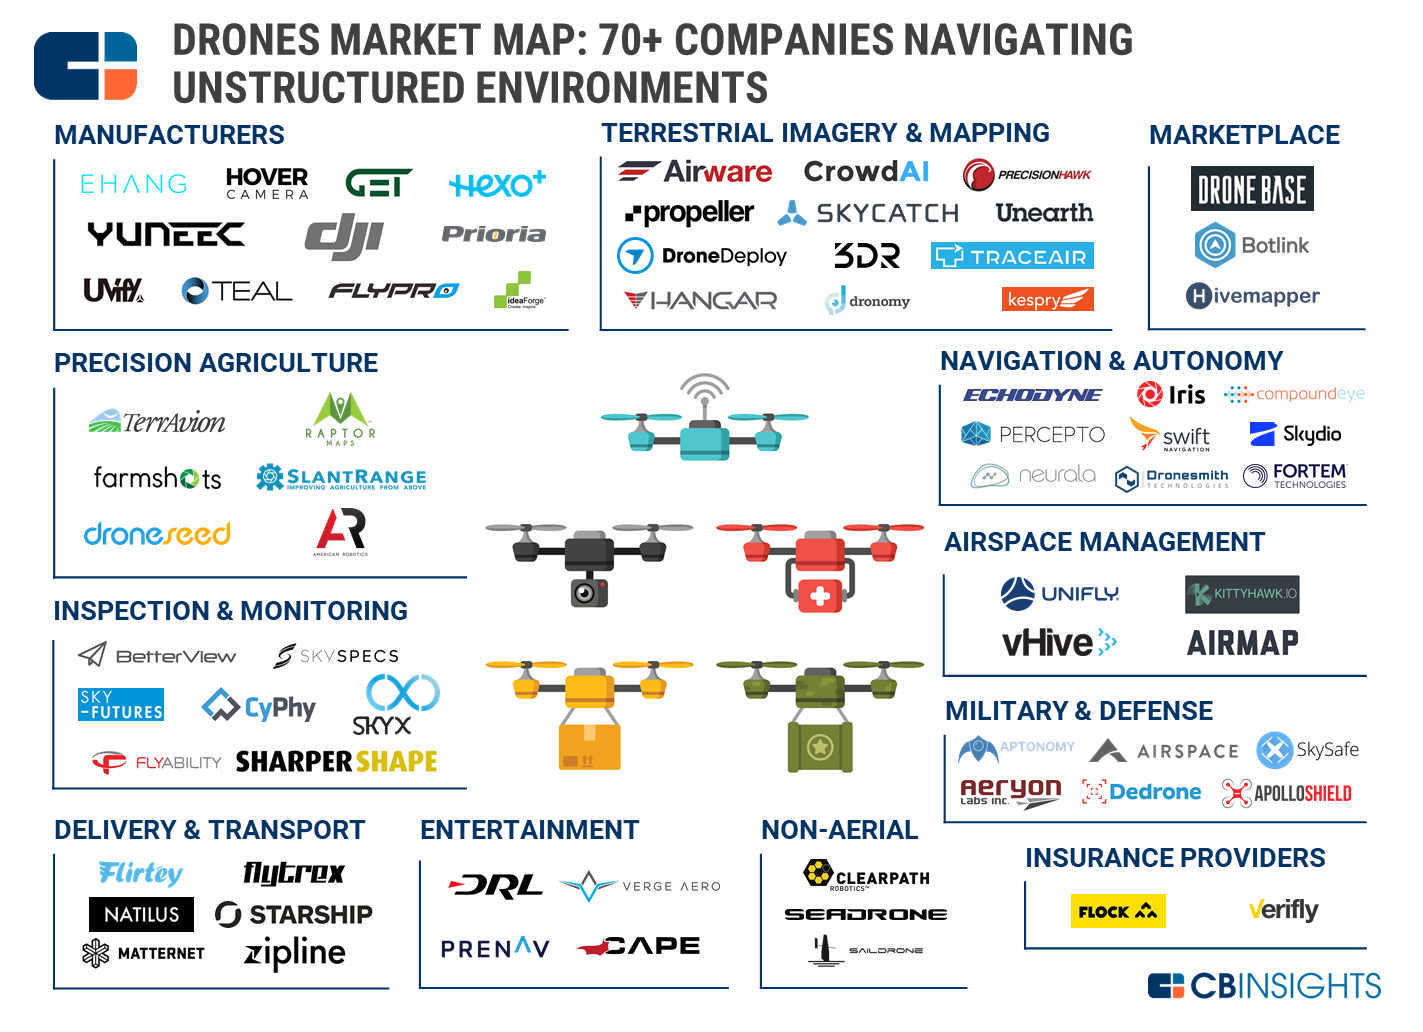 DRONES MARKET MAP: 70+ COMPANIES NAVIGATING
UNSTRUCTURED ENVIRONMENTS
MANUFACTURERS
EHANG
HOVER
CAMERA
GET
HEXO+
YUNEEC
dji
Prioria
UVify
TEAL
FLYPRO
ideaForge
Create. Inspire
TERRESTRIAL IMAGERY & MAPPING
Airware
CrowdAI
PRECISIONHAWK
propeller
SKYCATCH
Unearth
DroneDeploy
3DR
TRACEAIR
HANGAR
dronomy
kespry
MARKETPLACE
DRONE BASE
Botlink
Hivemapper
PRECISION AGRICULTURE
TerrAvion
RAPTOR
MAPS
farmshots
SLANTRANGE
IMPROVING AGRICULTURE FROM ABOVE
droneseed
AR
AMERICAN ROBOTICS
NAVIGATION & AUTONOMY
ECHODYNE
Iris
compoundeye
PERCEPTO
swift
NAVIGATION
Skydio
neurala
Dronesmith
TECHNOLOGIES
FORTEM
TECHNOLOGIES
AIRSPACE MANAGEMENT
UNIFLY
KITTYHAWK.IO
vHive
AIRMAP
INSPECTION & MONITORING
BetterView
SKYSPECS
SKY
-FUTURES
CyPhy
SKYX
FLYABILITY
SHARPER SHAPE
MILITARY & DEFENSE
APTONOMY
AIRSPACE
SkySafe
aeryon
Labs Inc.
Dedrone
APOLLOSHIELD
DELIVERY & TRANSPORT
Flirtey
flytrex
NATILUS
STARSHIP
MATTERNET
zipline
ENTERTAINMENT
DRL
VERGE AERO
PRENAV
CAPE
NON-AERIAL
CLEARPATH
ROBOTICS™
SEADRONE
SAILDRONE
INSURANCE PROVIDERS
FLOCK
Verifly
CBINSIGHTS